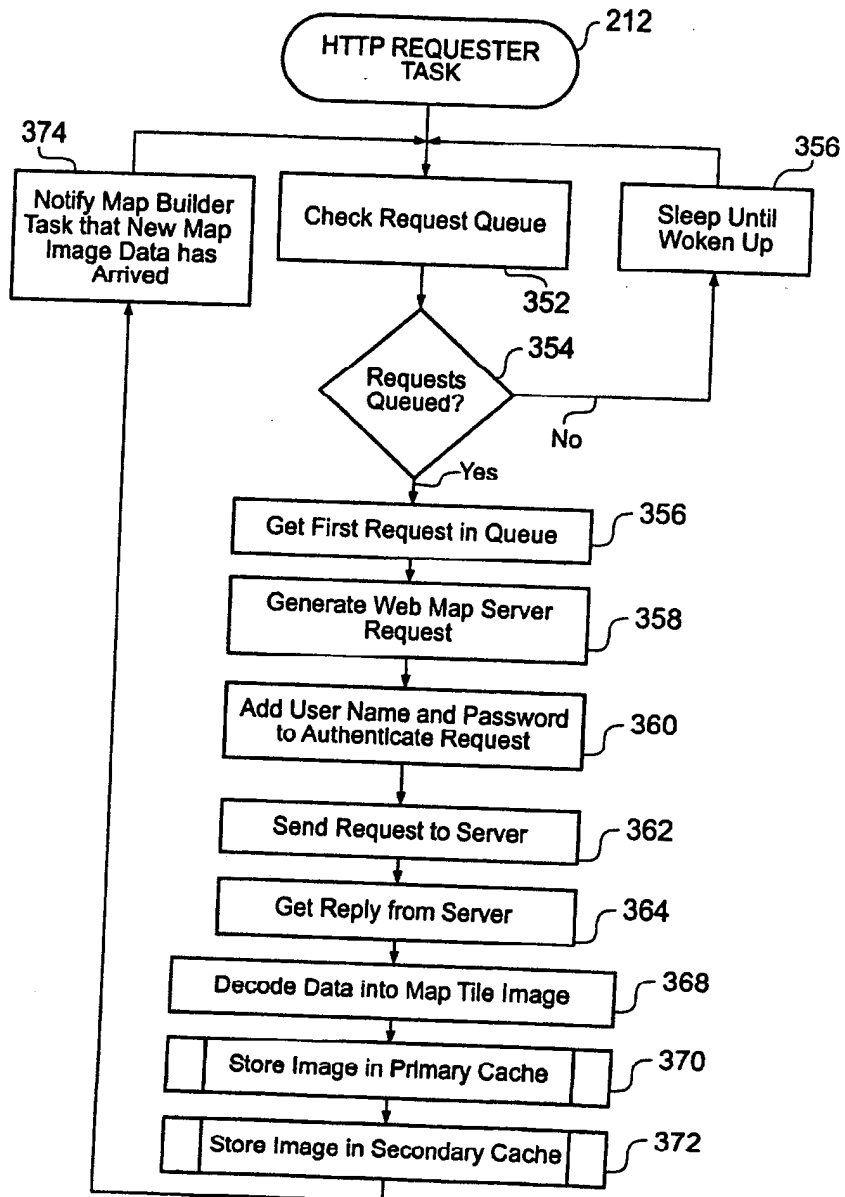 HTTP REQUESTER
TASK
212
374
Notify Map Builder
Task that New Map
Image Data has
Arrived
Check Request Queue
352
356
Sleep Until
Woken Up
Requests
Queued?
354
No
Yes
Get First Request in Queue
356
Generate Web Map Server
Request
358
Add User Name and Password
to Authenticate Request
360
Send Request to Server
362
Get Reply from Server
364
Decode Data into Map Tile Image
368
Store Image in Primary Cache
370
Store Image in Secondary Cache
372